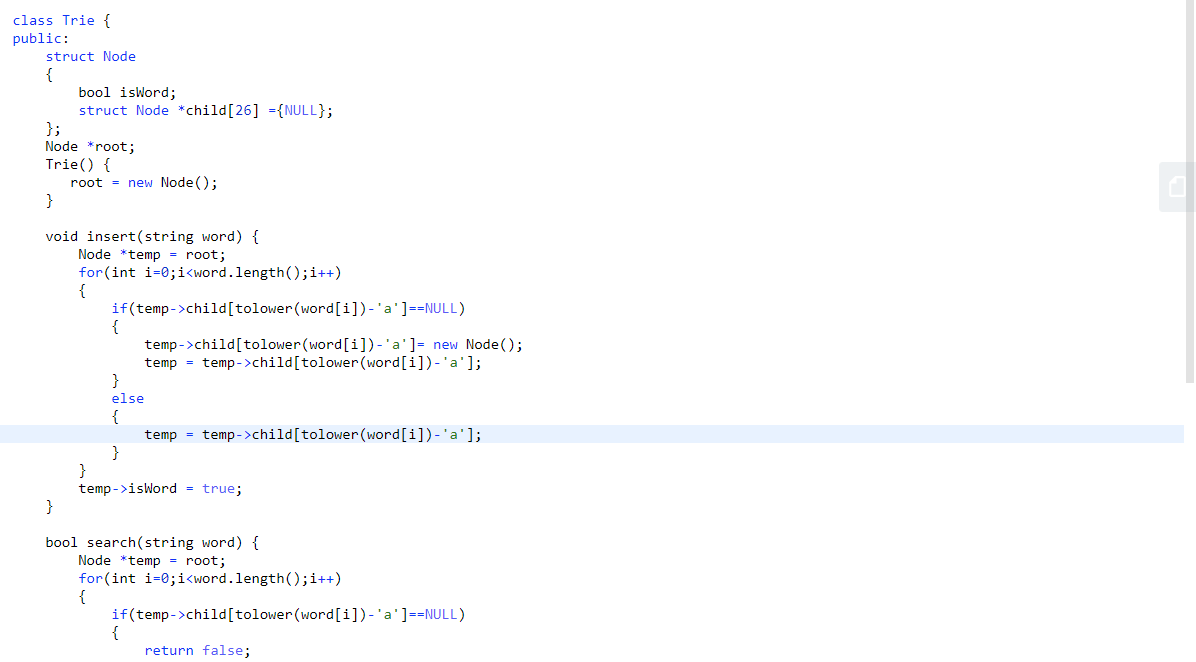 class Trie {
public:
    struct Node
    {
        bool isWord;
        struct Node *child[26] ={NULL};
    };
    Node *root;
    Trie() {
       root = new Node();
    }

    void insert(string word) {
        Node *temp = root;
        for(int i=0;i<word.length();i++)
        {
            if(temp->child[tolower(word[i])-'a']==NULL)
            {
                temp->child[tolower(word[i])-'a']= new Node();
                temp = temp->child[tolower(word[i])-'a'];
            }
            else
            {
                temp = temp->child[tolower(word[i])-'a'];
            }
        }
        temp->isWord = true;
    }

    bool search(string word) {
        Node *temp = root;
        for(int i=0;i<word.length();i++)
        {
            if(temp->child[tolower(word[i])-'a']==NULL)
            {
                return false;